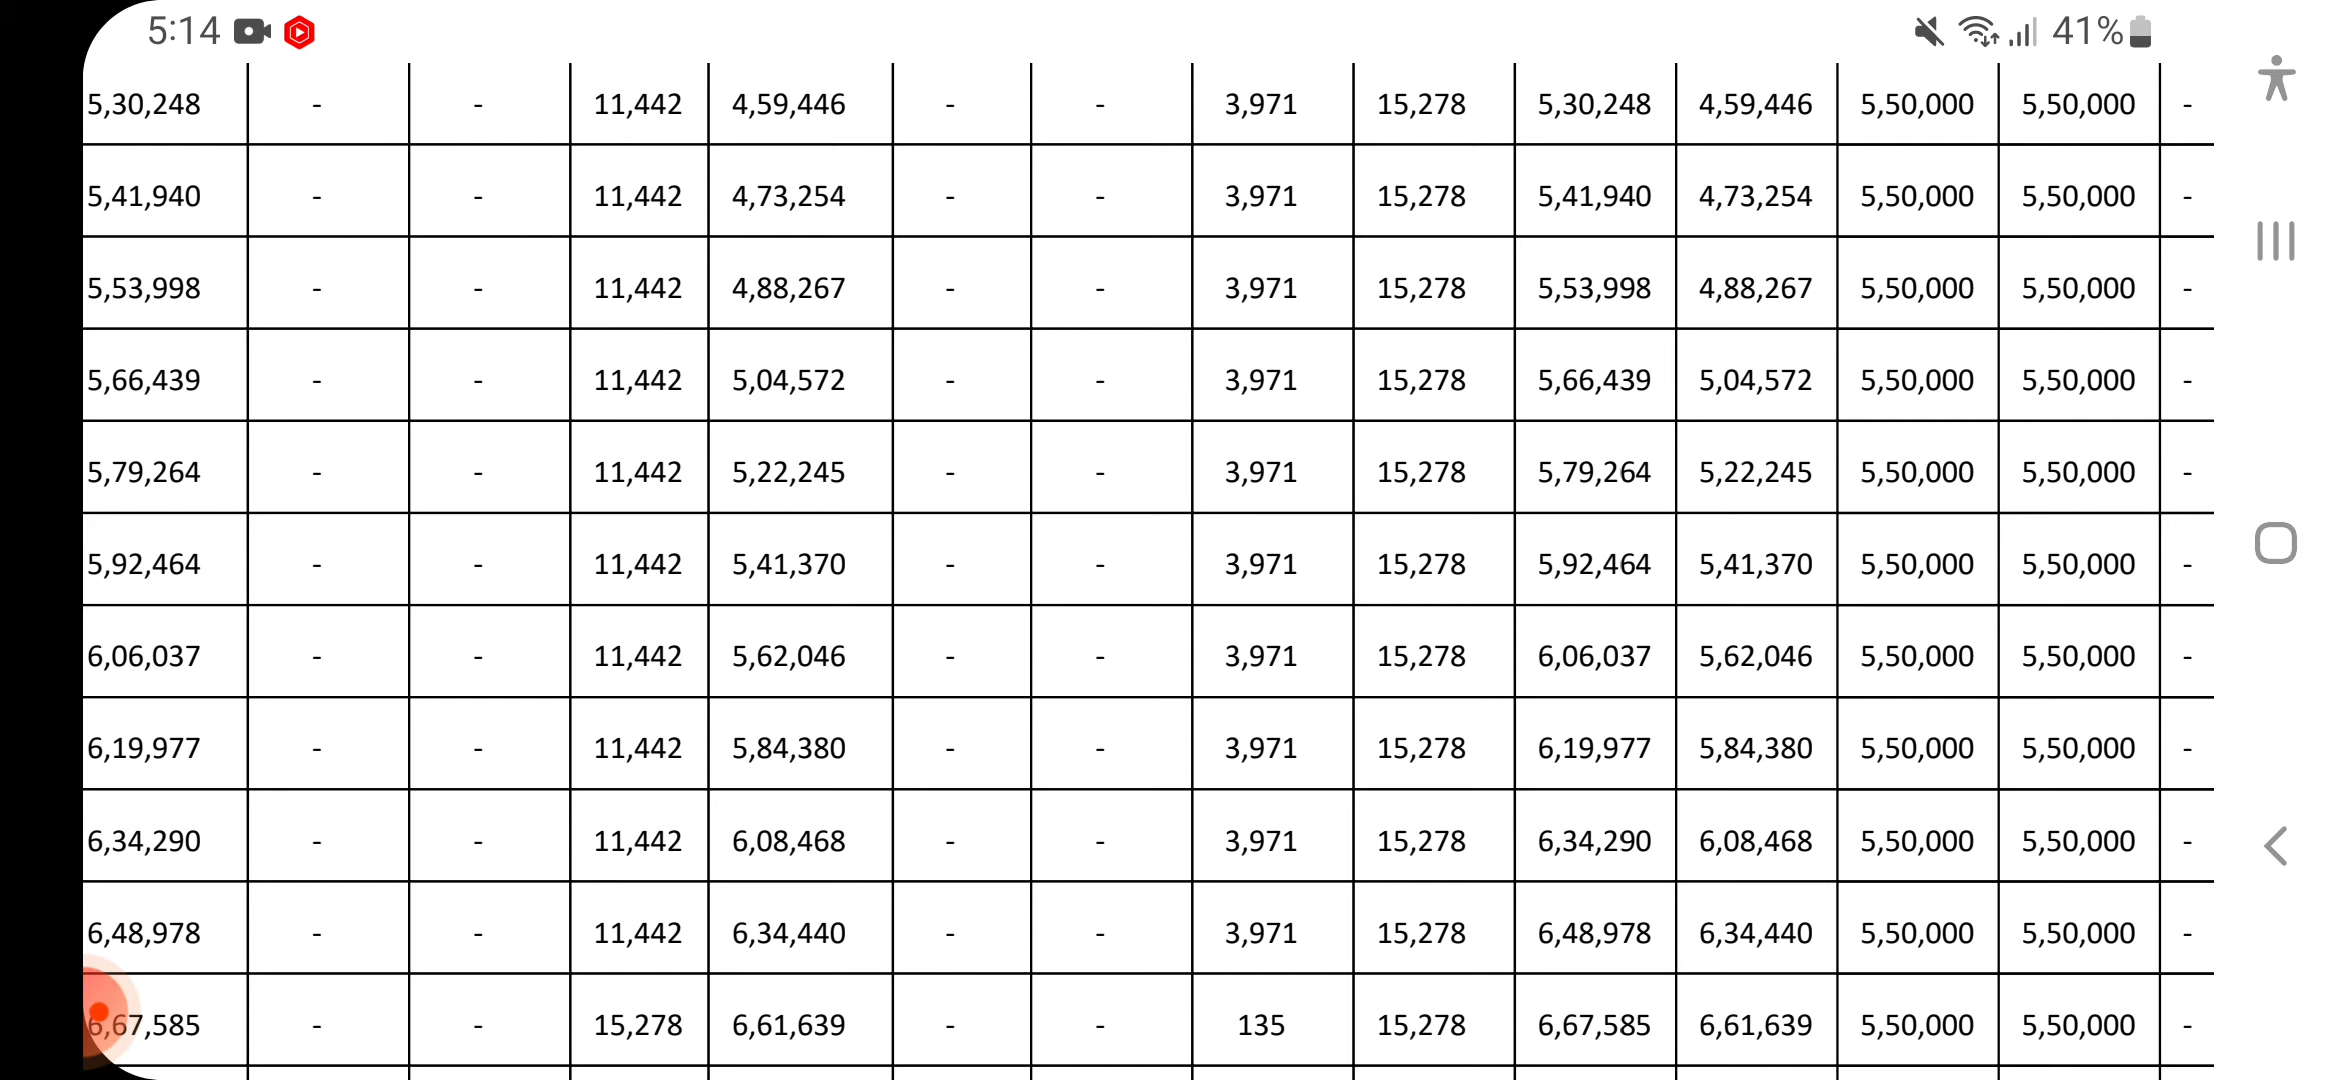 5:14 41%
5,30,248 - - 11,442 4,59,446 - - 3,971 15,278 5,30,248 4,59,446 5,50,000 5,50,000 -
5,41,940 - - 11,442 4,73,254 - - 3,971 15,278 5,41,940 4,73,254 5,50,000 5,50,000 -
5,53,998 - - 11,442 4,88,267 - - 3,971 15,278 5,53,998 4,88,267 5,50,000 5,50,000 -
5,66,439 - - 11,442 5,04,572 - - 3,971 15,278 5,66,439 5,04,572 5,50,000 5,50,000 -
5,79,264 - - 11,442 5,22,245 - - 3,971 15,278 5,79,264 5,22,245 5,50,000 5,50,000 -
5,92,464 - - 11,442 5,41,370 - - 3,971 15,278 5,92,464 5,41,370 5,50,000 5,50,000 -
6,06,037 - - 11,442 5,62,046 - - 3,971 15,278 6,06,037 5,62,046 5,50,000 5,50,000 -
6,19,977 - - 11,442 5,84,380 - - 3,971 15,278 6,19,977 5,84,380 5,50,000 5,50,000 -
6,34,290 - - 11,442 6,08,468 - - 3,971 15,278 6,34,290 6,08,468 5,50,000 5,50,000 -
6,48,978 - - 11,442 6,34,440 - - 3,971 15,278 6,48,978 6,34,440 5,50,000 5,50,000 -
6,67,585 - - 15,278 6,61,639 - - 135 15,278 6,67,585 6,61,639 5,50,000 5,50,000 -